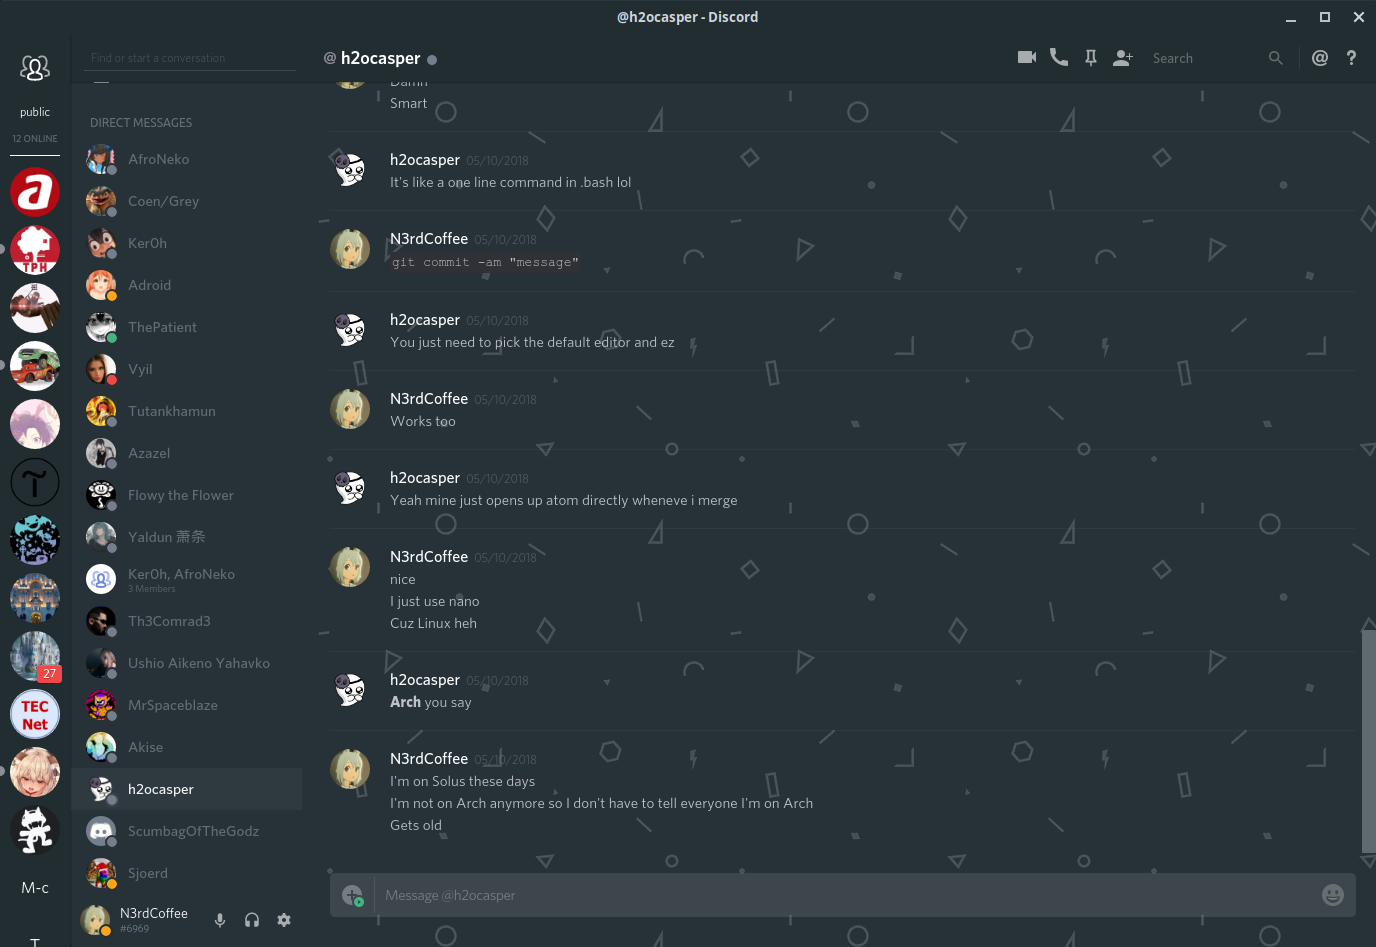 @h2ocasper - Discord
public
12 ONLINE
TPH
T
27
TEC
Net
M-c
Find or start a conversation
DIRECT MESSAGES
AfroNeko
Coen/Grey
Ker0h
Adroid
ThePatient
Vyil
Tutankhamun
Azazel
Flowy the Flower
Yaldun 萧条
Ker0h, AfroNeko
3 Members
Th3Comrad3
Ushio Aikeno Yahavko
MrSpaceblaze
Akise
h2ocasper
ScumbagOfTheGodz
Sjoerd
N3rdCoffee
#6969
@ h2ocasper
Search
Damn
Smart
h2ocasper 05/10/2018
It's like a one line command in .bash lol
N3rdCoffee 05/10/2018
git commit -am "message"
h2ocasper 05/10/2018
You just need to pick the default editor and ez
N3rdCoffee 05/10/2018
Works too
h2ocasper 05/10/2018
Yeah mine just opens up atom directly wheneve i merge
N3rdCoffee 05/10/2018
nice
I just use nano
Cuz Linux heh
h2ocasper 05/10/2018
Arch you say
N3rdCoffee 05/10/2018
I'm on Solus these days
I'm not on Arch anymore so I don't have to tell everyone I'm on Arch
Gets old
Message @h2ocasper